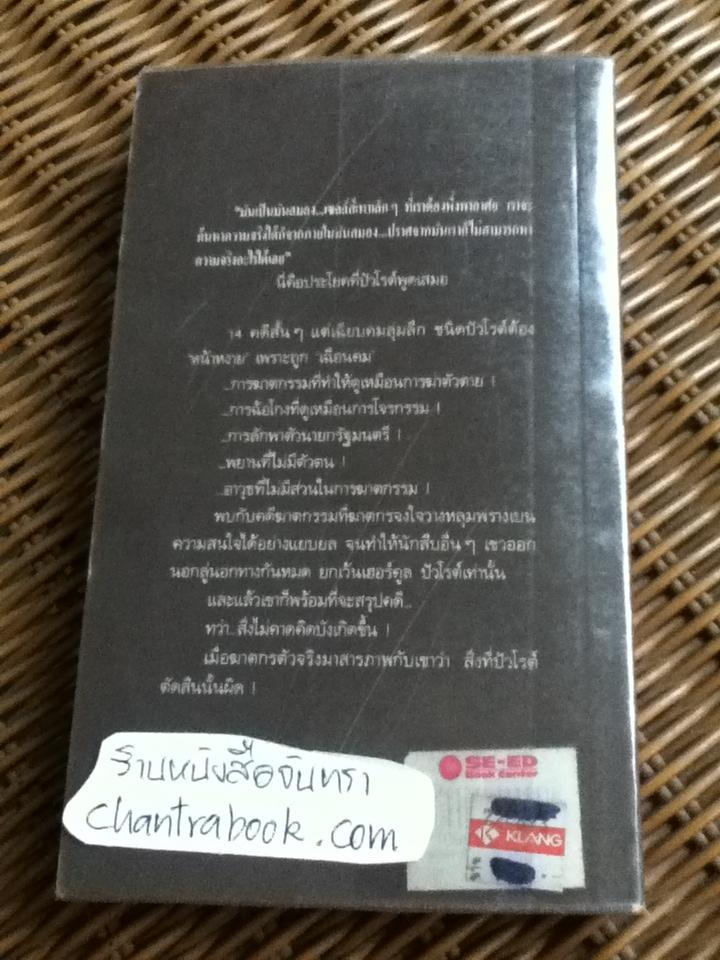 "มันเป็นมันสมอง...เซลล์สีเทาเล็ก ๆ ที่เราต้องพึ่งพาอาศัย เราจะ
ค้นหาความจริงได้ก็จากภายในมันสมอง...ปราศจากมันเราก็ไม่สามารถหา
ความจริงอะไรได้เลย"
นี่คือประโยคที่ปัวโรต์พูดเสมอ
14 คดีสั้น ๆ แต่เฉียบคมลุ่มลึก ชนิดปัวโรต์ต้อง
'หน้าหงาย' เพราะถูก 'เฉือนคม'
...การฆาตกรรมที่ทำให้ดูเหมือนการฆ่าตัวตาย !
...การฉ้อโกงที่ดูเหมือนการโจรกรรม !
...การลักพาตัวนายกรัฐมนตรี !
...พยานที่ไม่มีตัวตน !
...อาวุธที่ไม่มีส่วนในการฆาตกรรม !
พบกับคดีฆาตกรรมที่ฆาตกรจงใจวางหลุมพรางเบน
ความสนใจได้อย่างแยบยล จนทำให้นักสืบอื่น ๆ เขวออก
นอกลู่นอกทางกันหมด ยกเว้นเฮอร์คูล ปัวโรต์เท่านั้น
และแล้วเขาก็พร้อมที่จะสรุปคดี...
ทว่า...สิ่งไม่คาดคิดบังเกิดขึ้น !
เมื่อฆาตกรตัวจริงมาสารภาพกับเขาว่า สิ่งที่ปัวโรต์
ตัดสินนั้นผิด !
ร้านหนังสือจันทรา
chantrabook.com
SE-ED
Book Center
KLANG